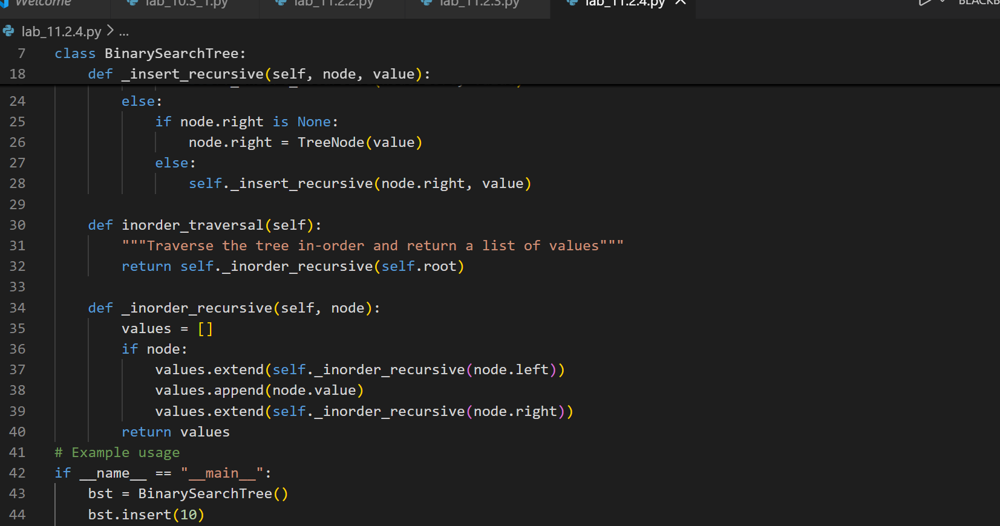 Welcome lab_10.3_1.py lab_11.2.2.py lab_11.2.3.py lab_11.2.4.py
lab_11.2.4.py > ...
7 class BinarySearchTree:
18     def _insert_recursive(self, node, value):
24         else:
25             if node.right is None:
26                 node.right = TreeNode(value)
27             else:
28                 self._insert_recursive(node.right, value)
29
30     def inorder_traversal(self):
31         """Traverse the tree in-order and return a list of values"""
32         return self._inorder_recursive(self.root)
33
34     def _inorder_recursive(self, node):
35         values = []
36         if node:
37             values.extend(self._inorder_recursive(node.left))
38             values.append(node.value)
39             values.extend(self._inorder_recursive(node.right))
40         return values
41 # Example usage
42 if __name__ == "__main__":
43     bst = BinarySearchTree()
44     bst.insert(10)